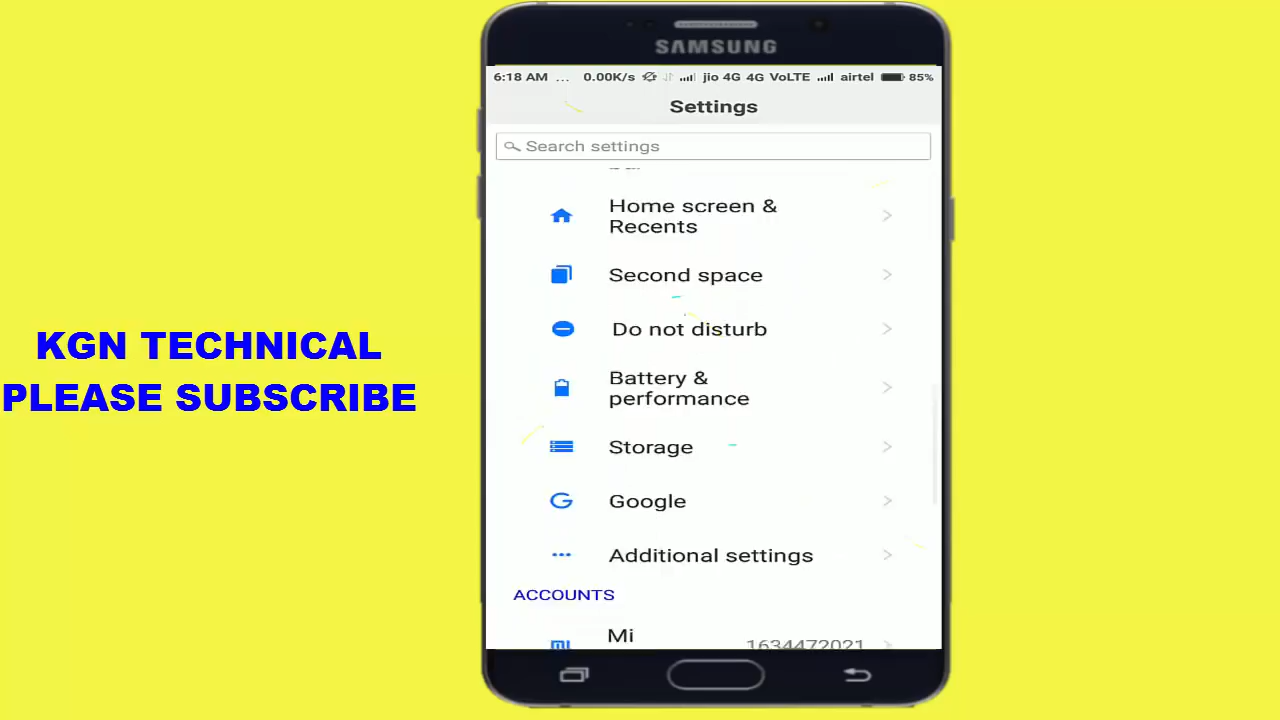 SAMSUNG
6:18 AM ... 0.00K/s jio 4G 4G VoLTE airtel 85%
Settings
Search settings
Home screen &
Recents
Second space
Do not disturb
Battery &
performance
Storage
Google
Additional settings
ACCOUNTS
Mi 1634472021
KGN TECHNICAL
PLEASE SUBSCRIBE